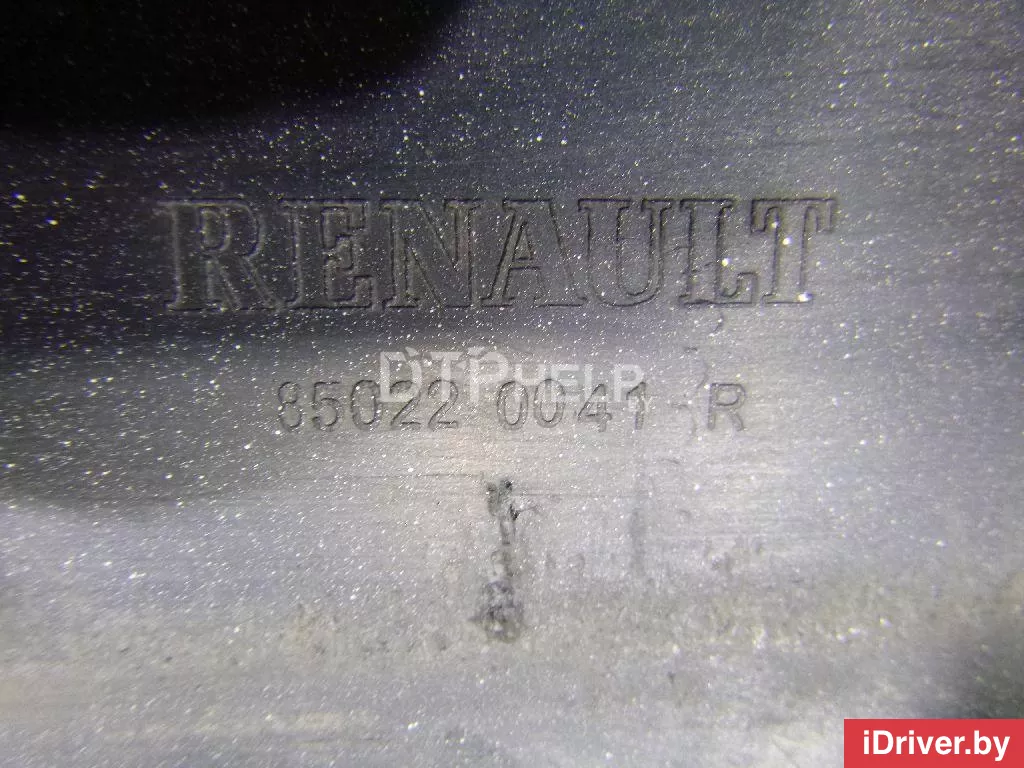 RENAULT
DTPHELP
85022 0041 R
iDriver.by